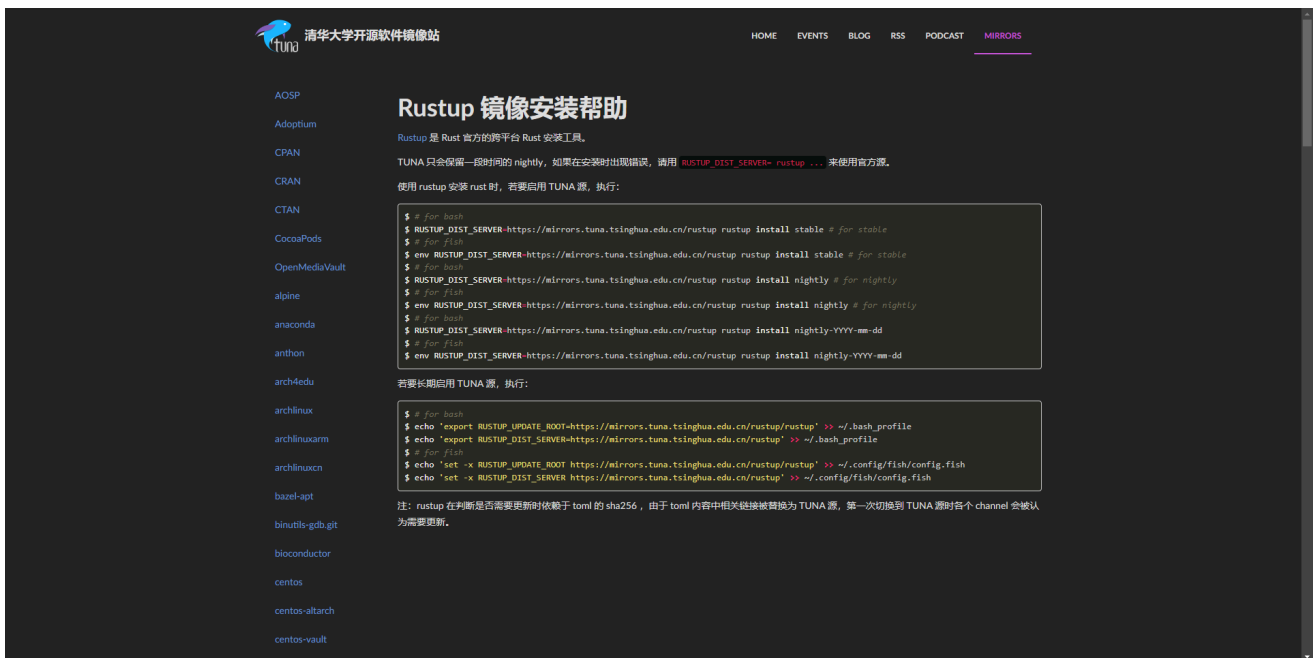 tuna 清华大学开源软件镜像站
HOME EVENTS BLOG RSS PODCAST MIRRORS
AOSP
Adoptium
CPAN
CRAN
CTAN
CocoaPods
OpenMediaVault
alpine
anaconda
anthon
arch4edu
archlinux
archlinuxarm
archlinuxcn
bazel-apt
binutils-gdb.git
bioconductor
centos
centos-altarch
centos-vault
Rustup 镜像安装帮助
Rustup 是 Rust 官方的跨平台 Rust 安装工具。
TUNA 只会保留一段时间的 nightly，如果在安装时出现错误，请用 RUSTUP_DIST_SERVER= rustup ... 来使用官方源。
使用 rustup 安装 rust 时，若要启用 TUNA 源，执行：
$ # for bash
$ RUSTUP_DIST_SERVER=https://mirrors.tuna.tsinghua.edu.cn/rustup rustup install stable # for stable
$ # for fish
$ env RUSTUP_DIST_SERVER=https://mirrors.tuna.tsinghua.edu.cn/rustup rustup install stable # for stable
$ # for bash
$ RUSTUP_DIST_SERVER=https://mirrors.tuna.tsinghua.edu.cn/rustup rustup install nightly # for nightly
$ # for fish
$ env RUSTUP_DIST_SERVER=https://mirrors.tuna.tsinghua.edu.cn/rustup rustup install nightly # for nightly
$ # for bash
$ RUSTUP_DIST_SERVER=https://mirrors.tuna.tsinghua.edu.cn/rustup rustup install nightly-YYYY-mm-dd
$ # for fish
$ env RUSTUP_DIST_SERVER=https://mirrors.tuna.tsinghua.edu.cn/rustup rustup install nightly-YYYY-mm-dd
若要长期启用 TUNA 源，执行：
$ # for bash
$ echo 'export RUSTUP_UPDATE_ROOT=https://mirrors.tuna.tsinghua.edu.cn/rustup/rustup' >> ~/.bash_profile
$ echo 'export RUSTUP_DIST_SERVER=https://mirrors.tuna.tsinghua.edu.cn/rustup' >> ~/.bash_profile
$ # for fish
$ echo 'set -x RUSTUP_UPDATE_ROOT https://mirrors.tuna.tsinghua.edu.cn/rustup/rustup' >> ~/.config/fish/config.fish
$ echo 'set -x RUSTUP_DIST_SERVER https://mirrors.tuna.tsinghua.edu.cn/rustup' >> ~/.config/fish/config.fish
注：rustup 在判断是否需要更新时依赖于 toml 的 sha256 ，由于 toml 内容中相关链接被替换为 TUNA 源，第一次切换到 TUNA 源时各个 channel 会被认
为需要更新。